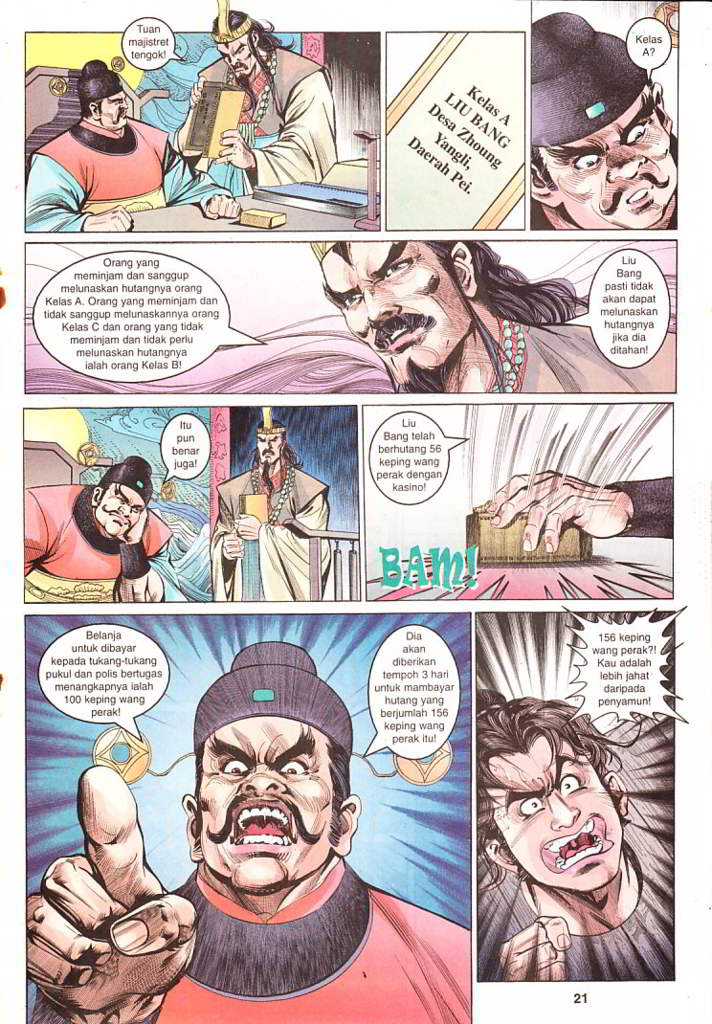 Tuan
majistret
tengok!
Kelas A
LIU BANG
Desa Zhoung
Yangli,
Daerah Pei.
Kelas
A?
Orang yang
meminjam dan sanggup
melunaskan hutangnya orang
Kelas A. Orang yang meminjam dan
tidak sanggup melunaskannya orang
Kelas C dan orang yang tidak
meminjam dan tidak perlu
melunaskan hutangnya
ialah orang Kelas B!
Liu
Bang
pasti tidak
akan dapat
melunaskan
hutangnya
jika dia
ditahan!
Itu
pun
benar
juga!
Liu
Bang telah
berhutang 56
keping wang
perak dengan
kasino!
BAM!
Belanja
untuk dibayar
kepada tukang-tukang
pukul dan polis bertugas
menangkapnya ialah
100 keping wang
perak!
Dia
akan
diberikan
tempoh 3 hari
untuk mambayar
hutang yang
berjumlah 156
keping wang
perak itu!
156 keping
wang perak?!
Kau adalah
lebih jahat
daripada
penyamun!
21